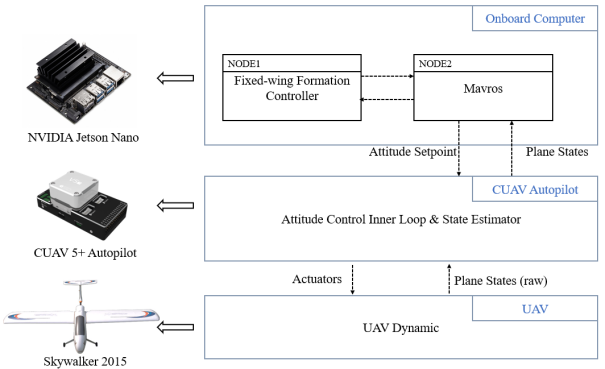 Onboard Computer
NODE1
Fixed-wing Formation
Controller
NODE2
Mavros
NVIDIA Jetson Nano
Attitude Setpoint
Plane States
CUAV Autopilot
Attitude Control Inner Loop & State Estimator
CUAV 5+ Autopilot
Actuators
Plane States (raw)
UAV
UAV Dynamic
Skywalker 2015